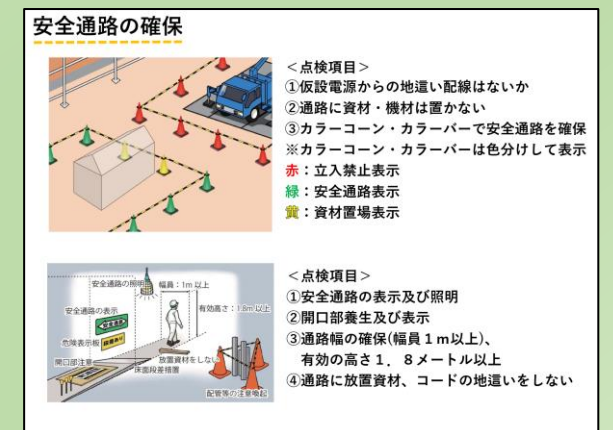 安全通路の確保
＜点検項目＞
①仮設電源からの地這い配線はないか
②通路に資材・機材は置かない
③カラーコーン・カラーバーで安全通路を確保
※カラーコーン・カラーバーは色分けして表示
赤：立入禁止表示
緑：安全通路表示
黄：資材置場表示
安全通路の照明
幅員：1m以上
有効高さ：1.8m以上
安全通路の表示
安全通路
危険表示板
開口部注意
放置資材をしない
床面段差措置
配管等の注意喚起
＜点検項目＞
①安全通路の表示及び照明
②開口部養生及び表示
③通路幅の確保(幅員１ｍ以上)、
有効の高さ１．８メートル以上
④通路に放置資材、コードの地這いをしない